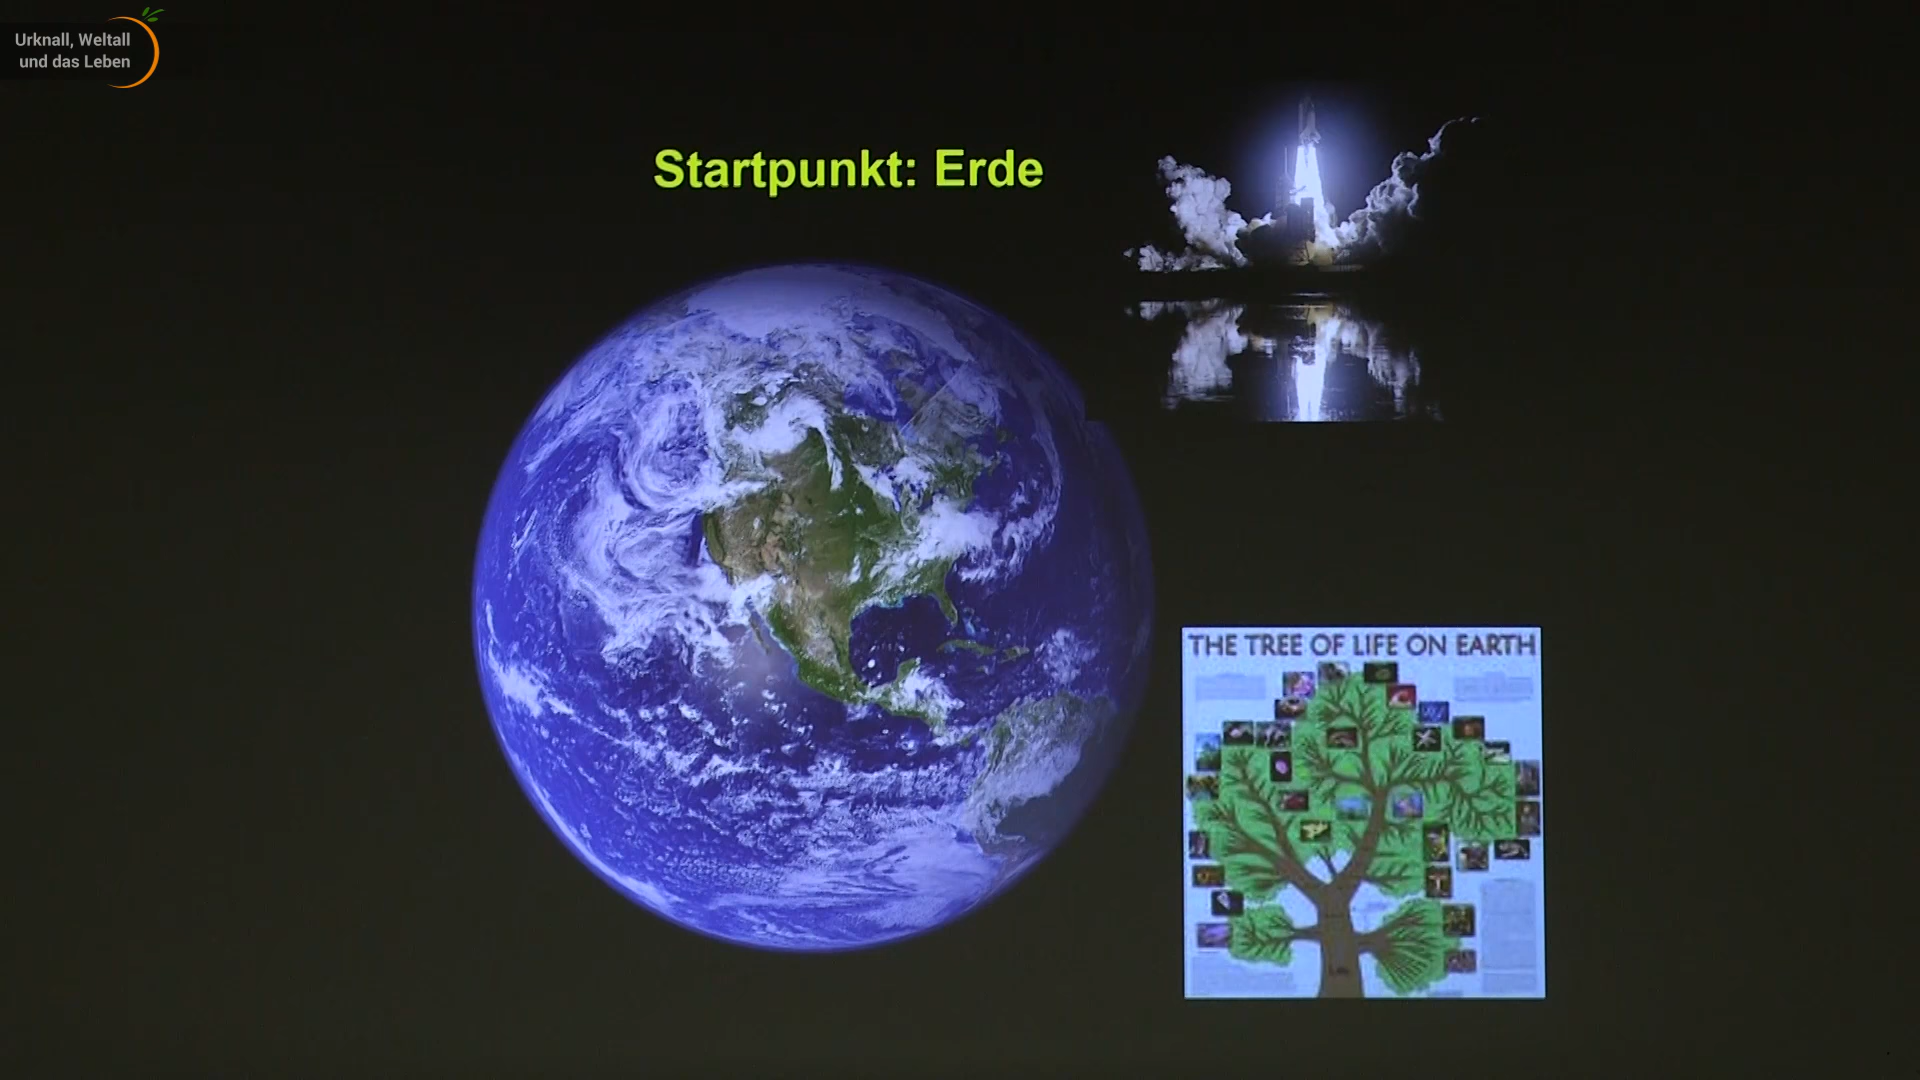 Urknall, Weltall
und das Leben
Startpunkt: Erde
THE TREE OF LIFE ON EARTH